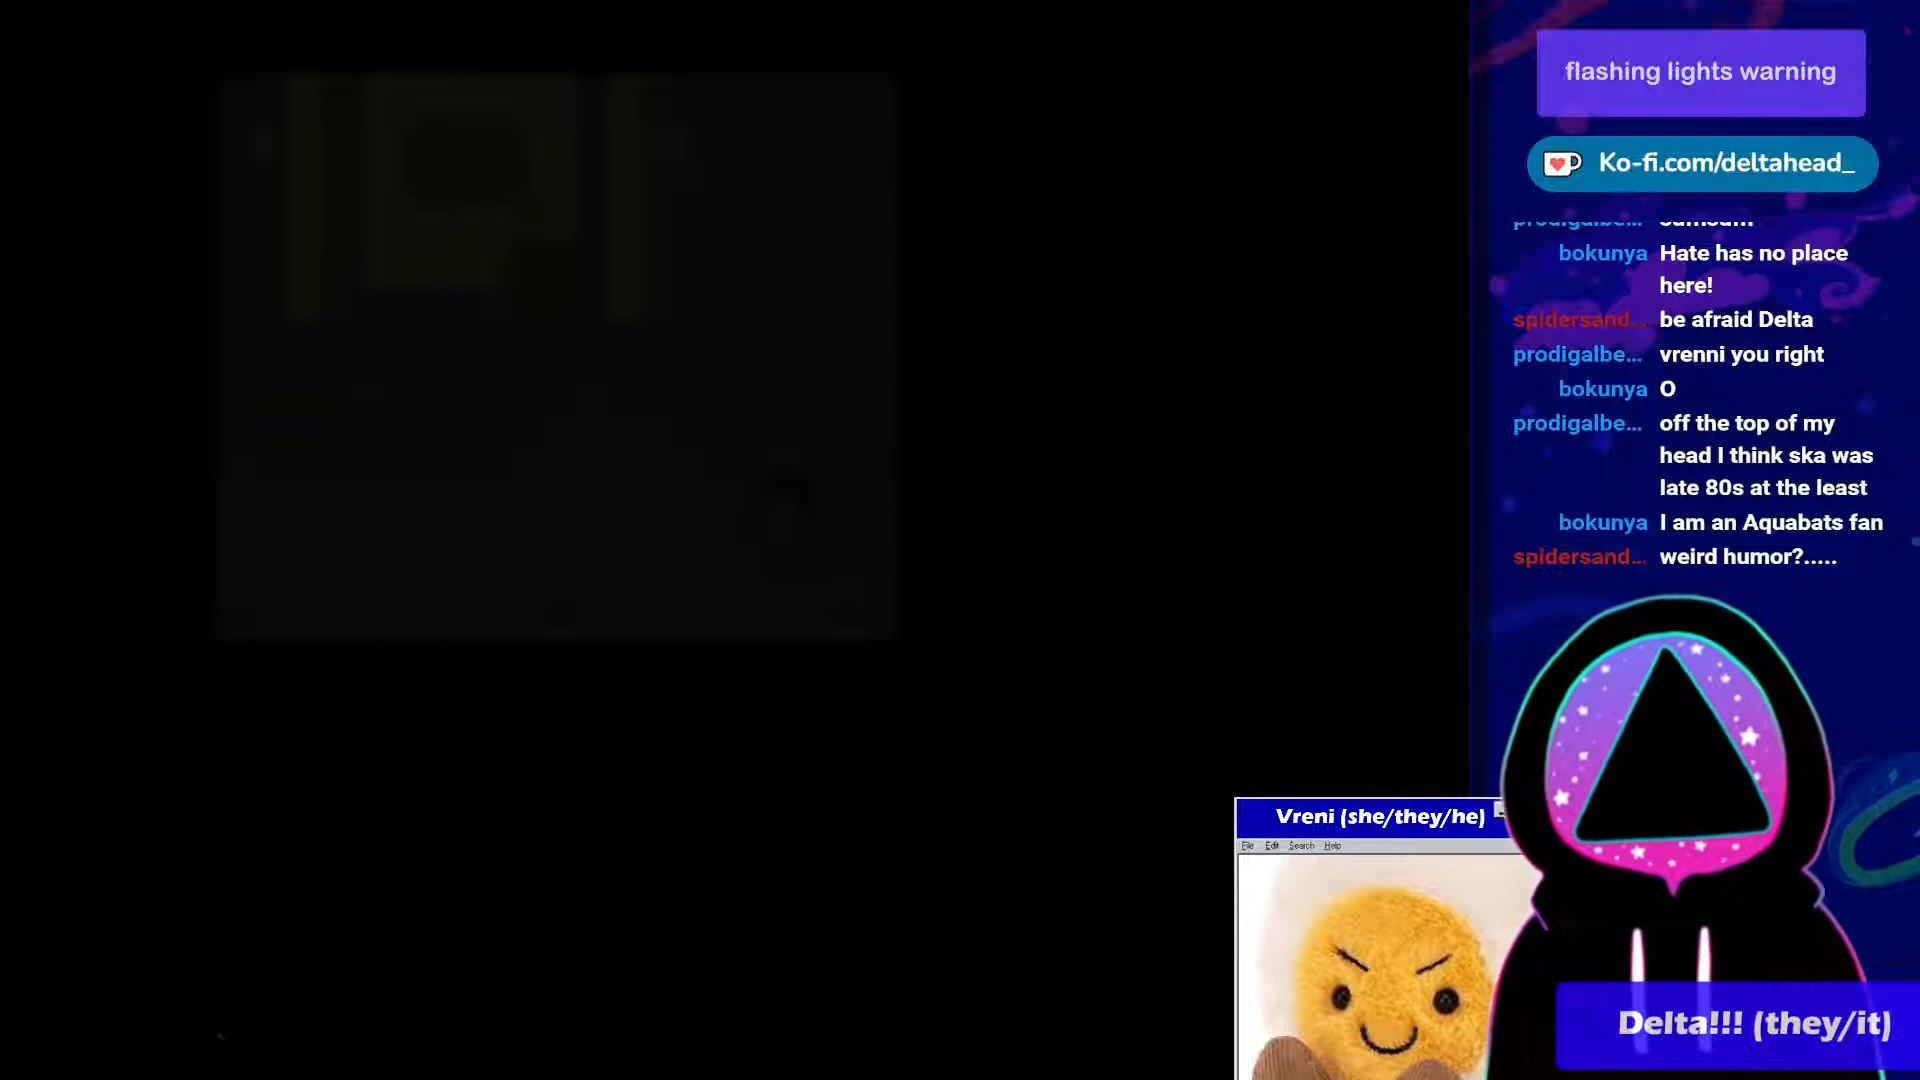 flashing lights warning
Ko-fi.com/deltahead_
bokunya Hate has no place
here!
spidersand... be afraid Delta
prodigalbe... vrenni you right
bokunya O
prodigalbe... off the top of my
head I think ska was
late 80s at the least
bokunya I am an Aquabats fan
spidersand... weird humor?.....
Vreni (she/they/he)
File Edit Search Help
Delta!!! (they/it)